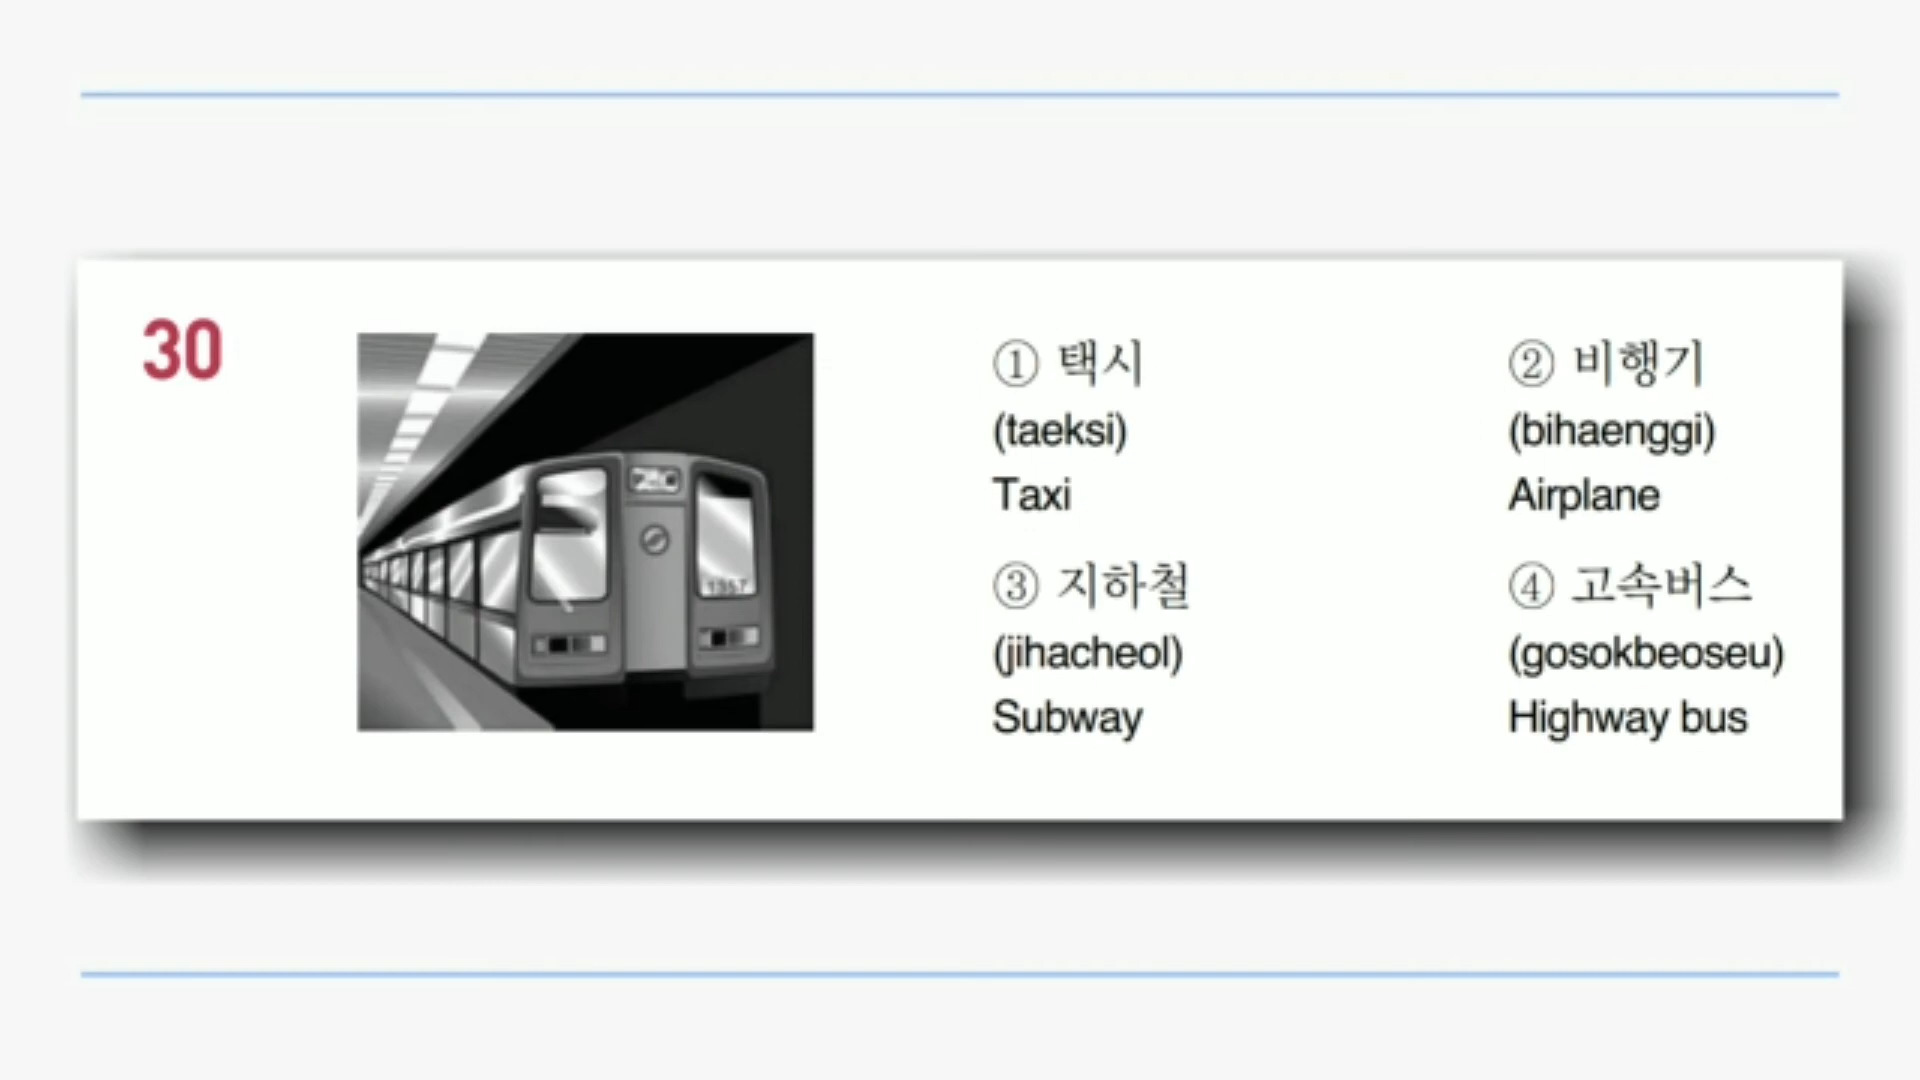 30
① 택시
(taeksi)
Taxi
② 비행기
(bihaenggi)
Airplane
③ 지하철
(jihacheol)
Subway
④ 고속버스
(gosokbeoseu)
Highway bus